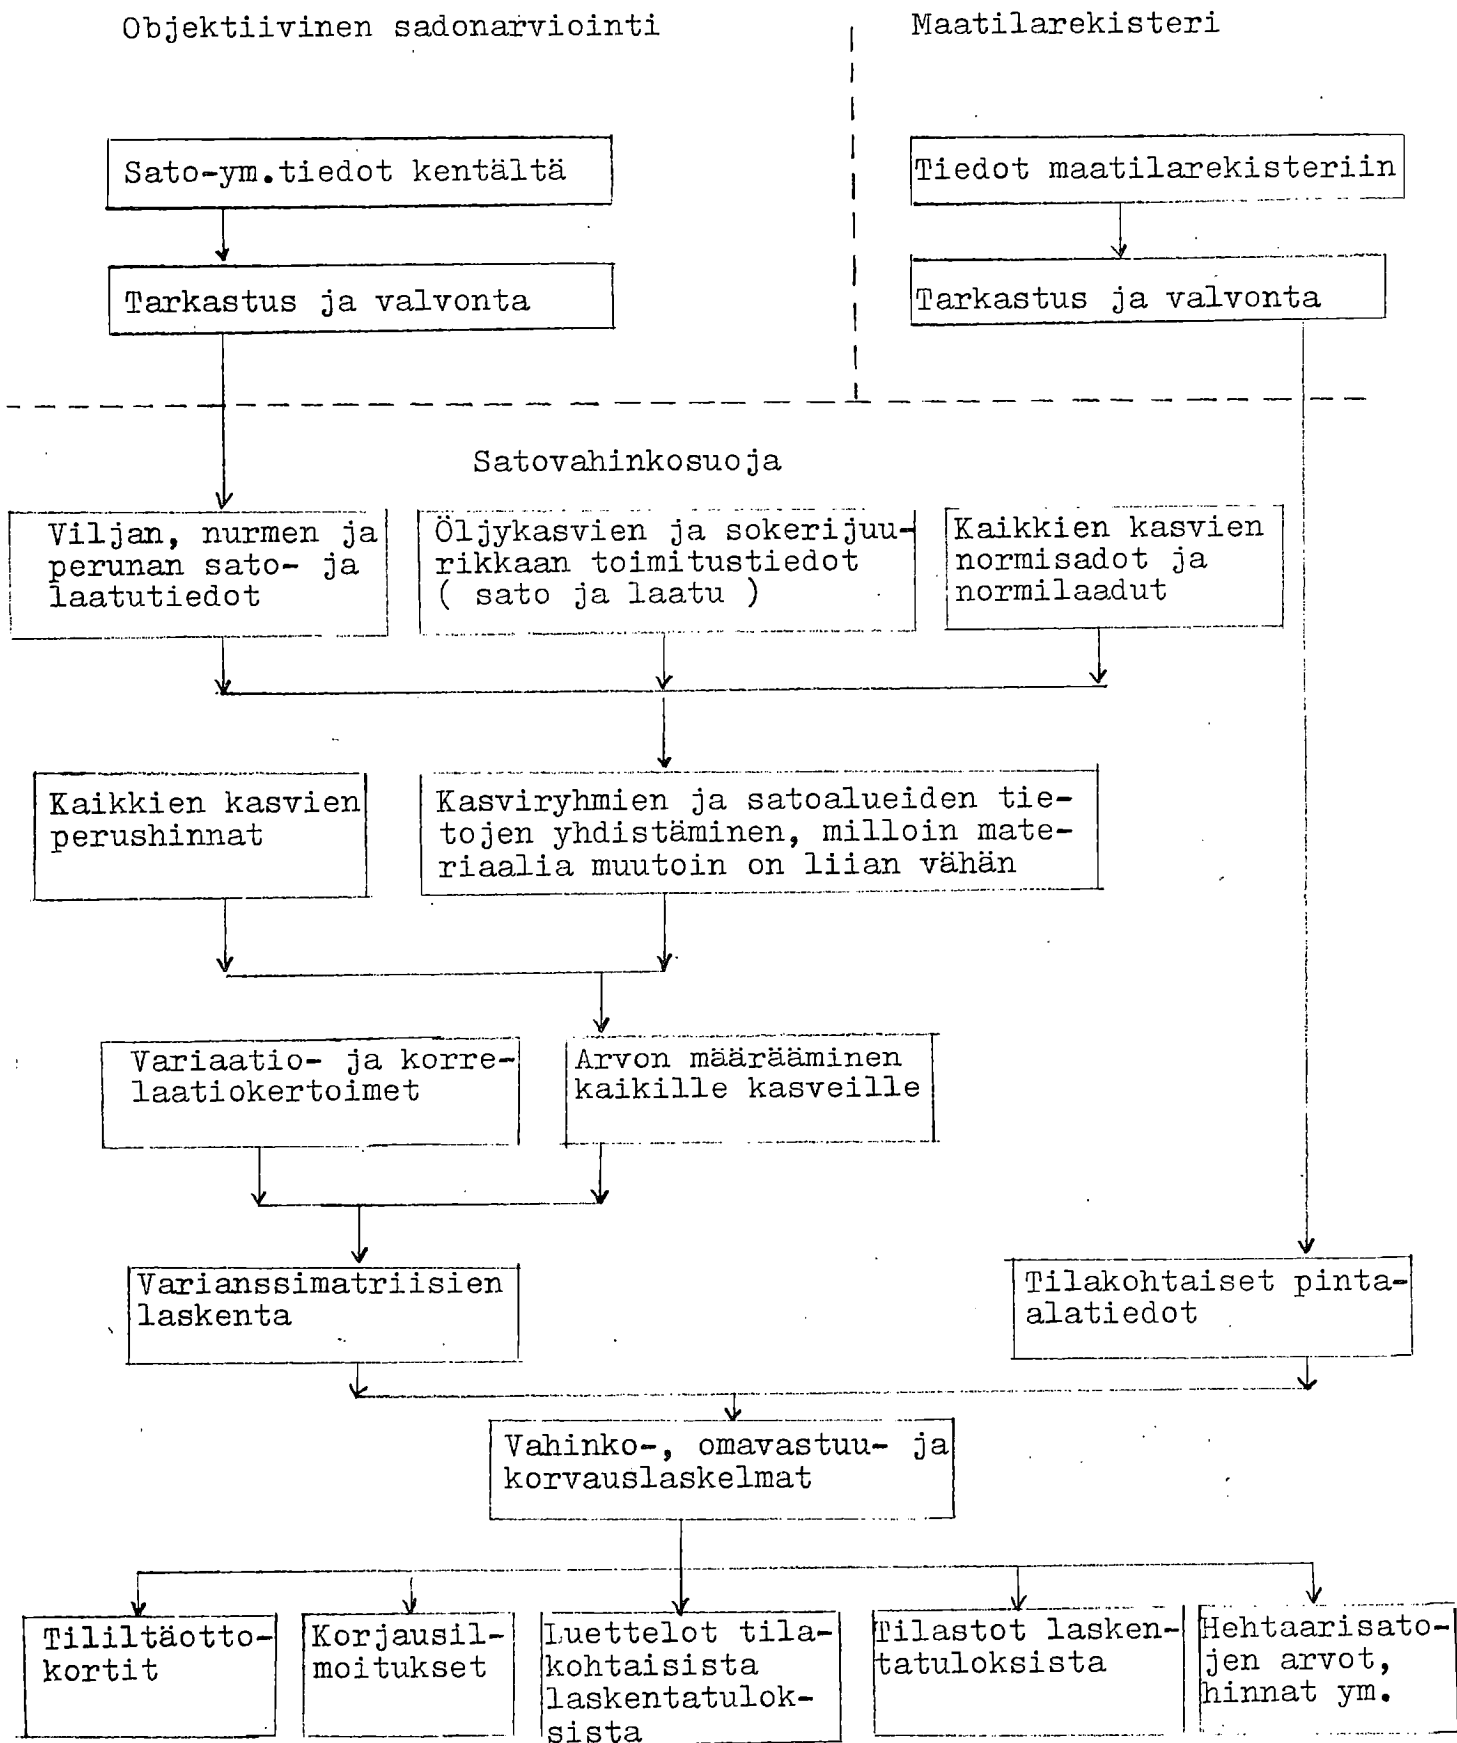 Objektiivinen sadonarviointi
Maatilarekisteri
Sato-ym.tiedot kentältä
Tiedot maatilarekisteriin
Tarkastus ja valvonta
Tarkastus ja valvonta
Satovahinkosuoja
Viljan, nurmen ja
perunan sato- ja
laatutiedot
Öljykasvien ja sokerijuu-
rikkaan toimitustiedot
( sato ja laatu )
Kaikkien kasvien
normisadot ja
normilaadut
Kaikkien kasvien
perushinnat
Kasviryhmien ja satoalueiden tie-
tojen yhdistäminen, milloin mate-
riaalia muutoin on liian vähän
Variaatio- ja korre-
laatiokertoimet
Arvon määrääminen
kaikille kasveille
Varianssimatriisien
laskenta
Tilakohtaiset pinta-
alatiedot
Vahinko-, omavastuu- ja
korvauslaskelmat
Tililtäotto-
kortit
Korjausil-
moitukset
Luettelot tila-
kohtaisista
laskentatulok-
sista
Tilastot lasken-
tatuloksista
Hehtaarisato-
jen arvot,
hinnat ym.